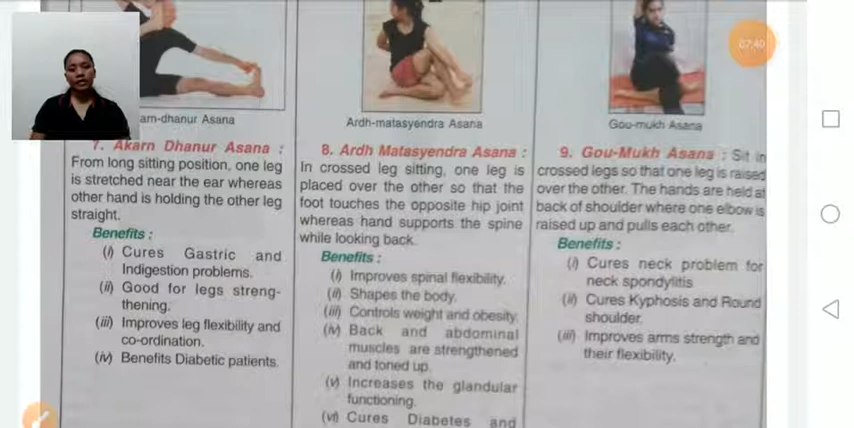 07:40
arn-dhanur Asana
7. Akarn Dhanur Asana :
From long sitting position, one leg
is stretched near the ear whereas
other hand is holding the other leg
straight.
Benefits :
(i) Cures Gastric and
Indigestion problems.
(ii) Good for legs streng-
thening.
(iii) Improves leg flexibility and
co-ordination.
(iv) Benefits Diabetic patients.
Ardh-matasyendra Asana
8. Ardh Matasyendra Asana :
In crossed leg sitting, one leg is
placed over the other so that the
foot touches the opposite hip joint
whereas hand supports the spine
while looking back.
Benefits :
(i) Improves spinal flexibility.
(ii) Shapes the body.
(iii) Controls weight and obesity.
(iv) Back and abdominal
muscles are strengthened
and toned up.
(v) Increases the glandular
functioning.
(vi) Cures Diabetes and
Gou-mukh Asana
9. Gou-Mukh Asana : Sit in
crossed legs so that one leg is raised
over the other. The hands are held at
back of shoulder where one elbow is
raised up and pulls each other.
Benefits :
(i) Cures neck problem for
neck spondylitis
(ii) Cures Kyphosis and Round
shoulder.
(iii) Improves arms strength and
their flexibility.